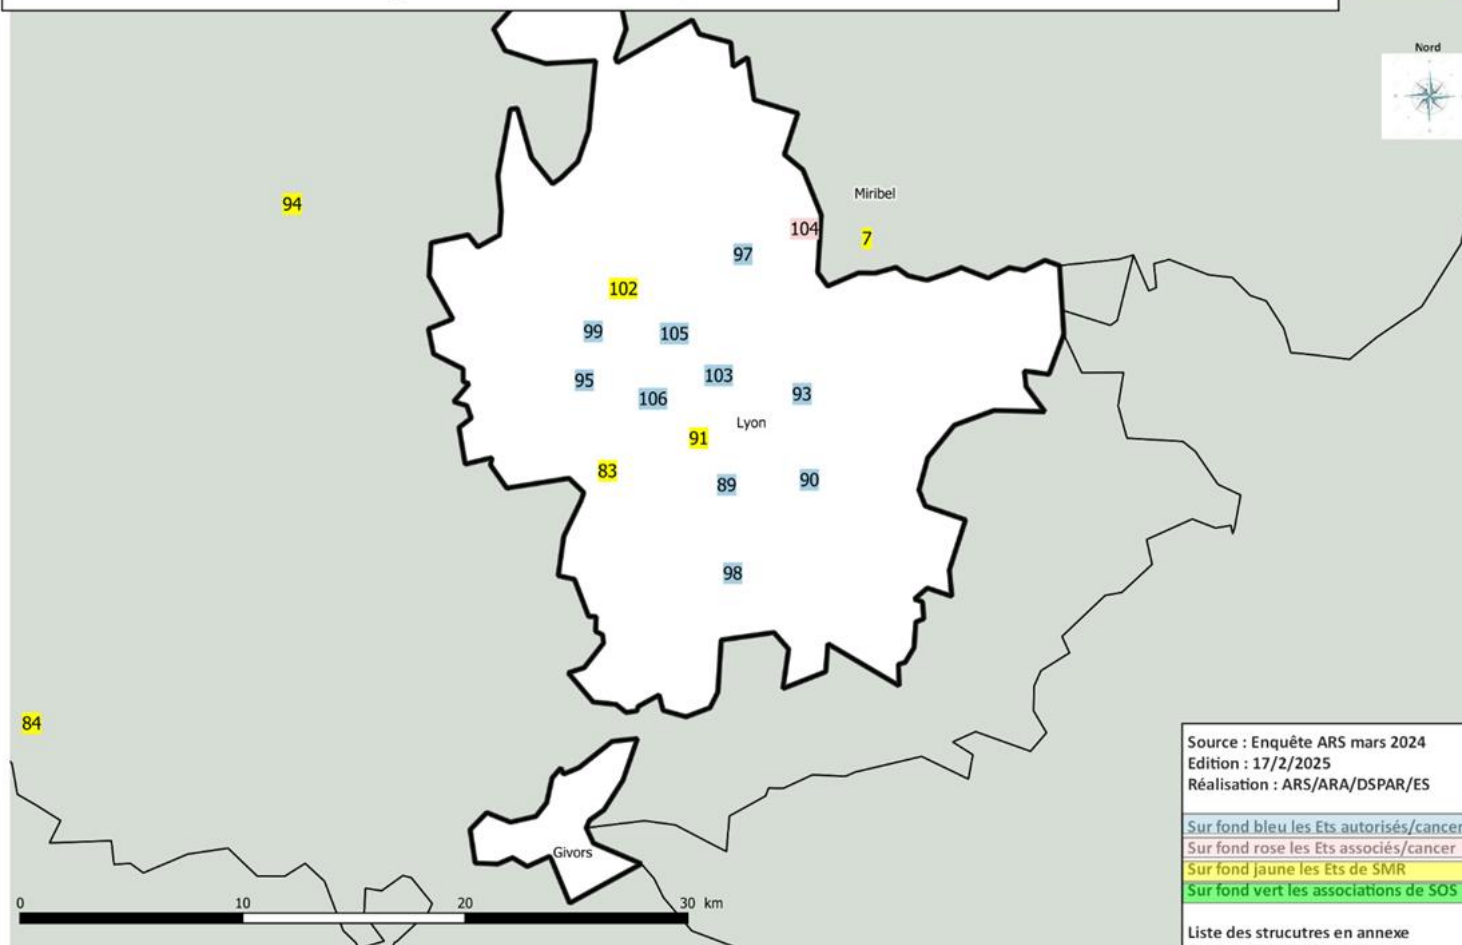 Nord
Miribel
94
104
7
97
102
99
105
95
103
106
93
Lyon
91
83
89
90
98
84
Source : Enquête ARS mars 2024
Edition : 17/2/2025
Réalisation : ARS/ARA/DSPAR/ES
Sur fond bleu les Ets autorisés/cancer
Sur fond rose les Ets associés/cancer
Sur fond jaune les Ets de SMR
Sur fond vert les associations de SOS
Liste des strucutres en annexe
Givors
0 10 20 30 km